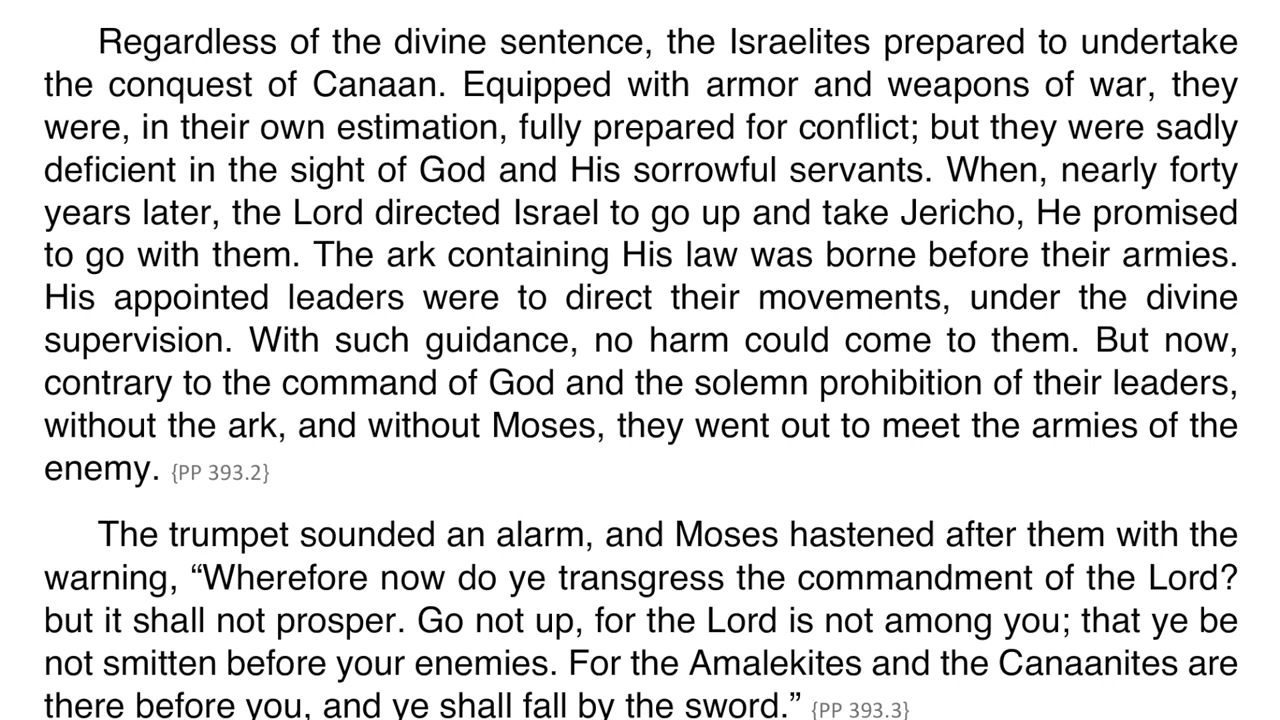 Regardless of the divine sentence, the Israelites prepared to undertake
the conquest of Canaan. Equipped with armor and weapons of war, they
were, in their own estimation, fully prepared for conflict; but they were sadly
deficient in the sight of God and His sorrowful servants. When, nearly forty
years later, the Lord directed Israel to go up and take Jericho, He promised
to go with them. The ark containing His law was borne before their armies.
His appointed leaders were to direct their movements, under the divine
supervision. With such guidance, no harm could come to them. But now,
contrary to the command of God and the solemn prohibition of their leaders,
without the ark, and without Moses, they went out to meet the armies of the
enemy. {PP 393.2}
The trumpet sounded an alarm, and Moses hastened after them with the
warning, “Wherefore now do ye transgress the commandment of the Lord?
but it shall not prosper. Go not up, for the Lord is not among you; that ye be
not smitten before your enemies. For the Amalekites and the Canaanites are
there before you, and ye shall fall by the sword.” {PP 393.3}